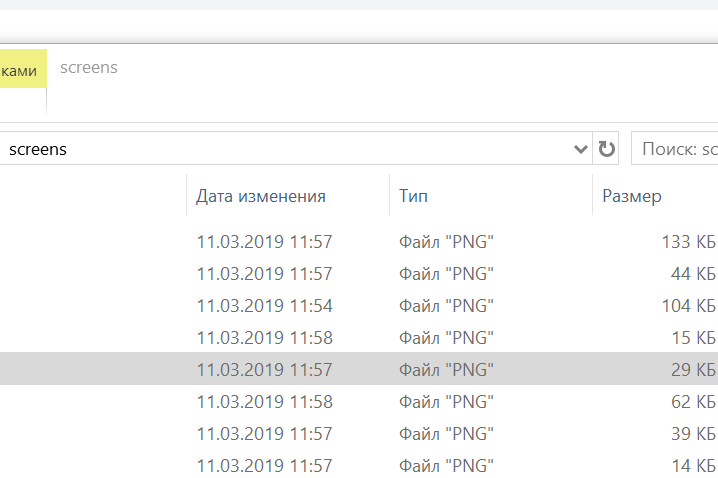 ками screens
screens Поиск: sc
Дата изменения Тип Размер
11.03.2019 11:57 Файл "PNG" 133 КБ
11.03.2019 11:57 Файл "PNG" 44 КБ
11.03.2019 11:54 Файл "PNG" 104 КБ
11.03.2019 11:58 Файл "PNG" 15 КБ
11.03.2019 11:57 Файл "PNG" 29 КБ
11.03.2019 11:58 Файл "PNG" 62 КБ
11.03.2019 11:57 Файл "PNG" 39 КБ
11.03.2019 11:57 Файл "PNG" 14 КБ